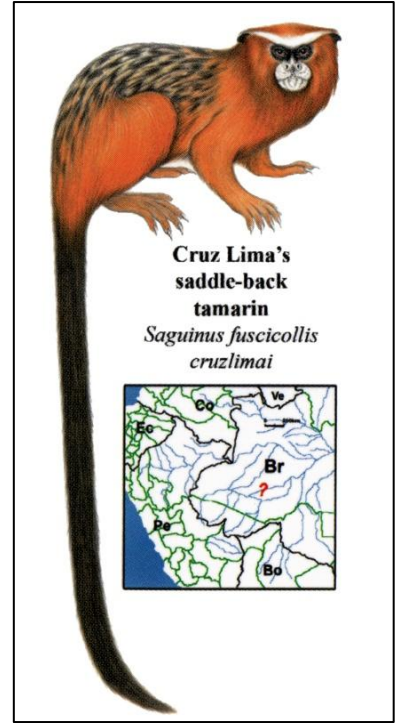 Cruz Lima's
saddle-back
tamarin
Saguinus fuscicollis
cruzlimai
Ve
Co
Ec
Br
?
Pe
Bo